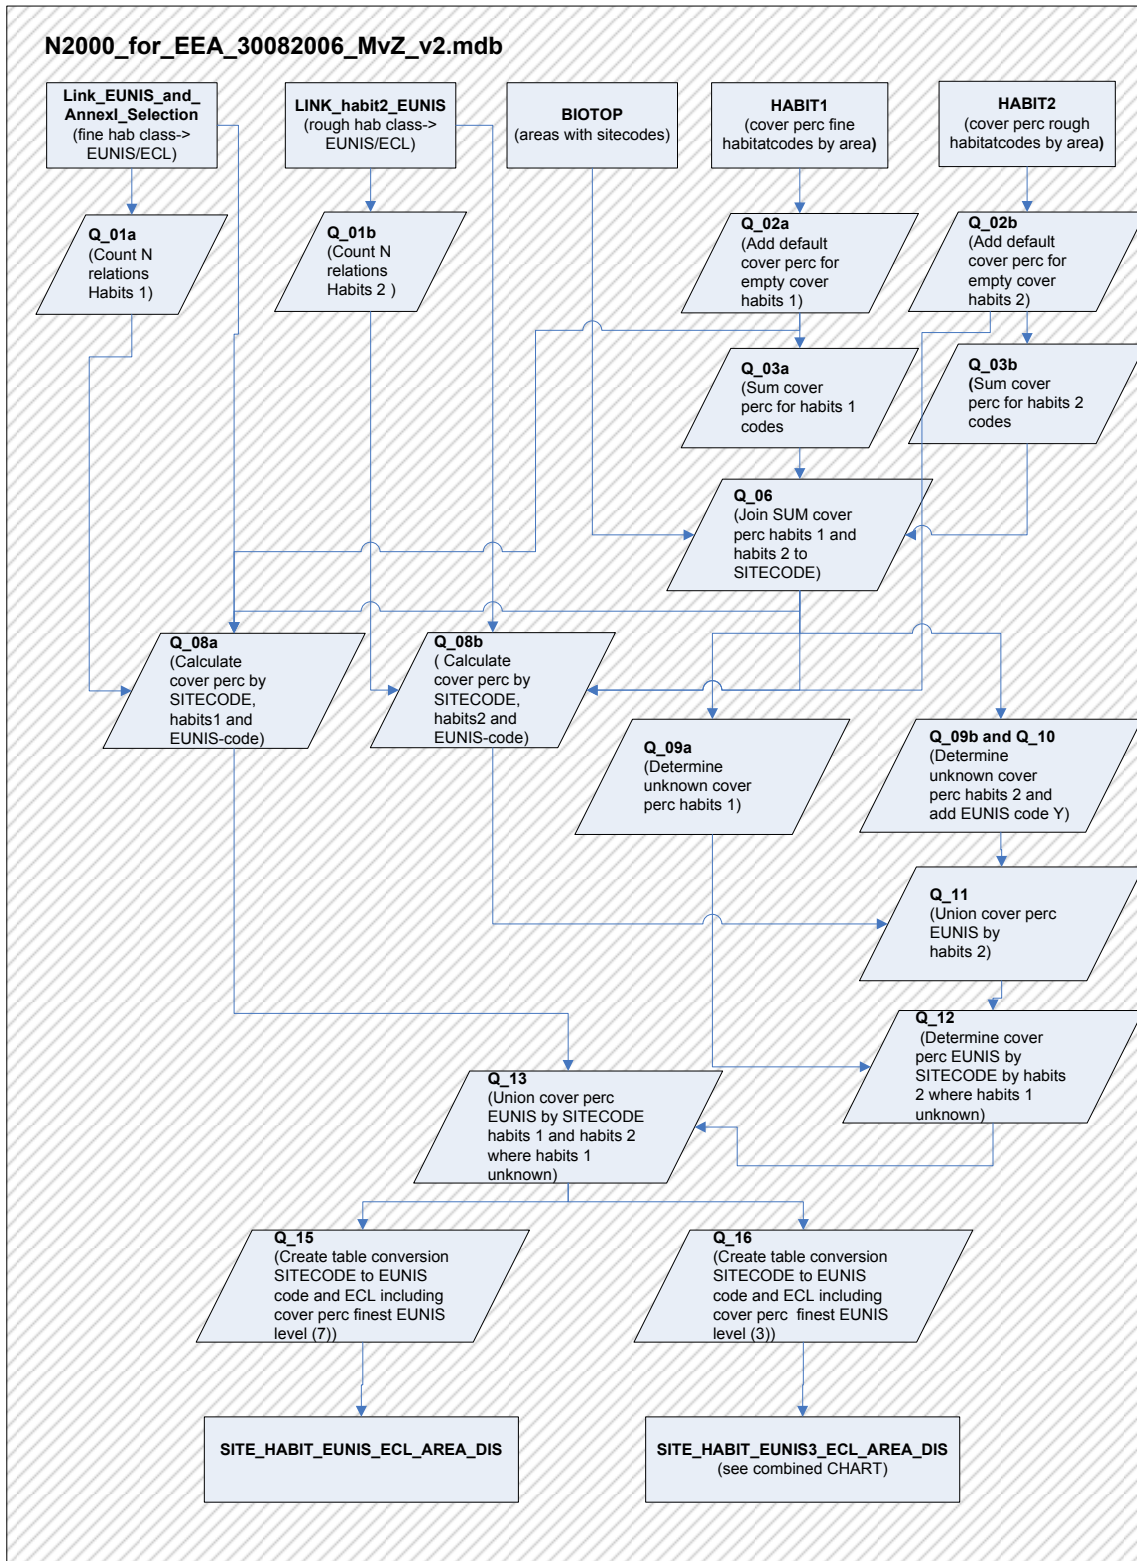 N2000_for_EEA_30082006_MvZ_v2.mdb
Link_EUNIS_and_
AnnexI_Selection
(fine hab class->
EUNIS/ECL)
LINK_habit2_EUNIS
(rough hab class->
EUNIS/ECL)
BIOTOP
(areas with sitecodes)
HABIT1
(cover perc fine
habitatcodes by area)
HABIT2
(cover perc rough
habitatcodes by area)
Q_01a
(Count N
relations
Habits 1)
Q_01b
(Count N
relations
Habits 2 )
Q_02a
(Add default
cover perc for
empty cover
habits 1)
Q_02b
(Add default
cover perc for
empty cover
habits 2)
Q_03a
(Sum cover
perc for habits 1
codes
Q_03b
(Sum cover
perc for habits 2
codes
Q_06
(Join SUM cover
perc habits 1 and
habits 2 to
SITECODE)
Q_08a
(Calculate
cover perc by
SITECODE,
habits1 and
EUNIS-code)
Q_08b
( Calculate
cover perc by
SITECODE,
habits2 and
EUNIS-code)
Q_09a
(Determine
unknown cover
perc habits 1)
Q_09b and Q_10
(Determine
unknown cover
perc habits 2 and
add EUNIS code Y)
Q_11
(Union cover perc
EUNIS by
habits 2)
Q_12
(Determine cover
perc EUNIS by
SITECODE by habits
2 where habits 1
unknown)
Q_13
(Union cover perc
EUNIS by SITECODE
habits 1 and habits 2
where habits 1
unknown)
Q_15
(Create table conversion
SITECODE to EUNIS
code and ECL including
cover perc finest EUNIS
level (7))
Q_16
(Create table conversion
SITECODE to EUNIS
code and ECL including
cover perc  finest EUNIS
level (3))
SITE_HABIT_EUNIS_ECL_AREA_DIS
SITE_HABIT_EUNIS3_ECL_AREA_DIS
(see combined CHART)